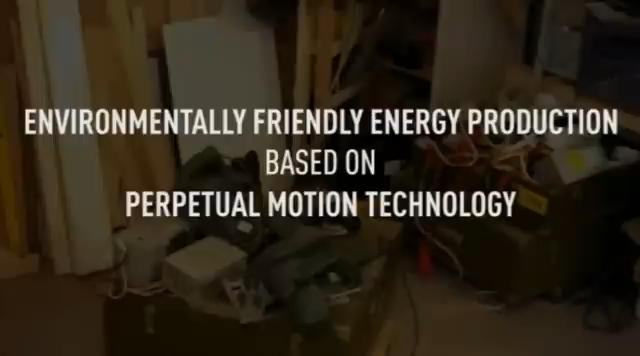 ENVIRONMENTALLY FRIENDLY ENERGY PRODUCTION
BASED ON
PERPETUAL MOTION TECHNOLOGY